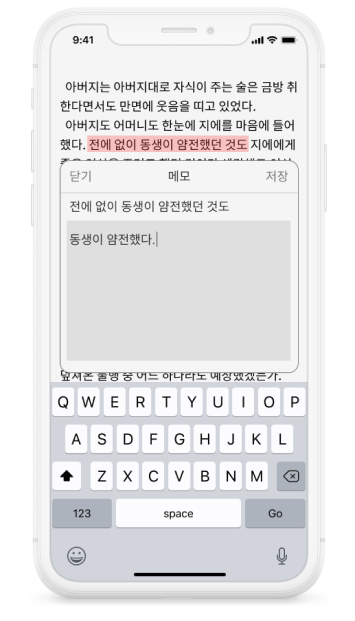 9:41
아버지는 아버지대로 자식이 주는 술은 금방 취
한다면서도 만면에 웃음을 띠고 있었다.
아버지도 어머니도 한눈에 지에를 마음에 들어
했다. 전에 없이 동생이 얌전했던 것도 지에에게
닫기 메모 저장
전에 없이 동생이 얌전했던 것도
동생이 얌전했다.
덮쳐온 불행 중 어느 하나라도 예상했겠는가.
Q W E R T Y U I O P
A S D F G H J K L
Z X C V B N M
123 space Go